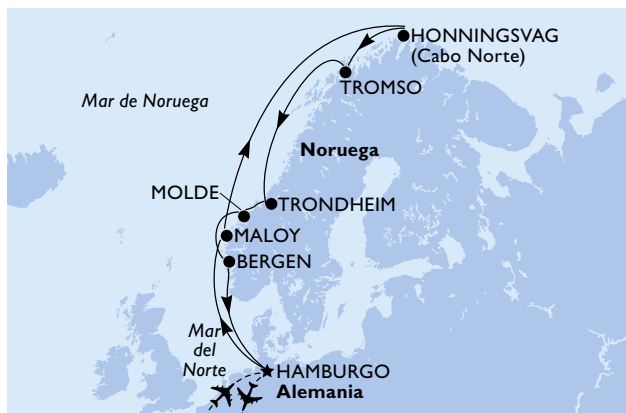 HONNINGSVAG
(Cabo Norte)
TROMSO
Mar de Noruega
Noruega
MOLDE
TRONDHEIM
MALOY
BERGEN
Mar
del
Norte
HAMBURGO
Alemania